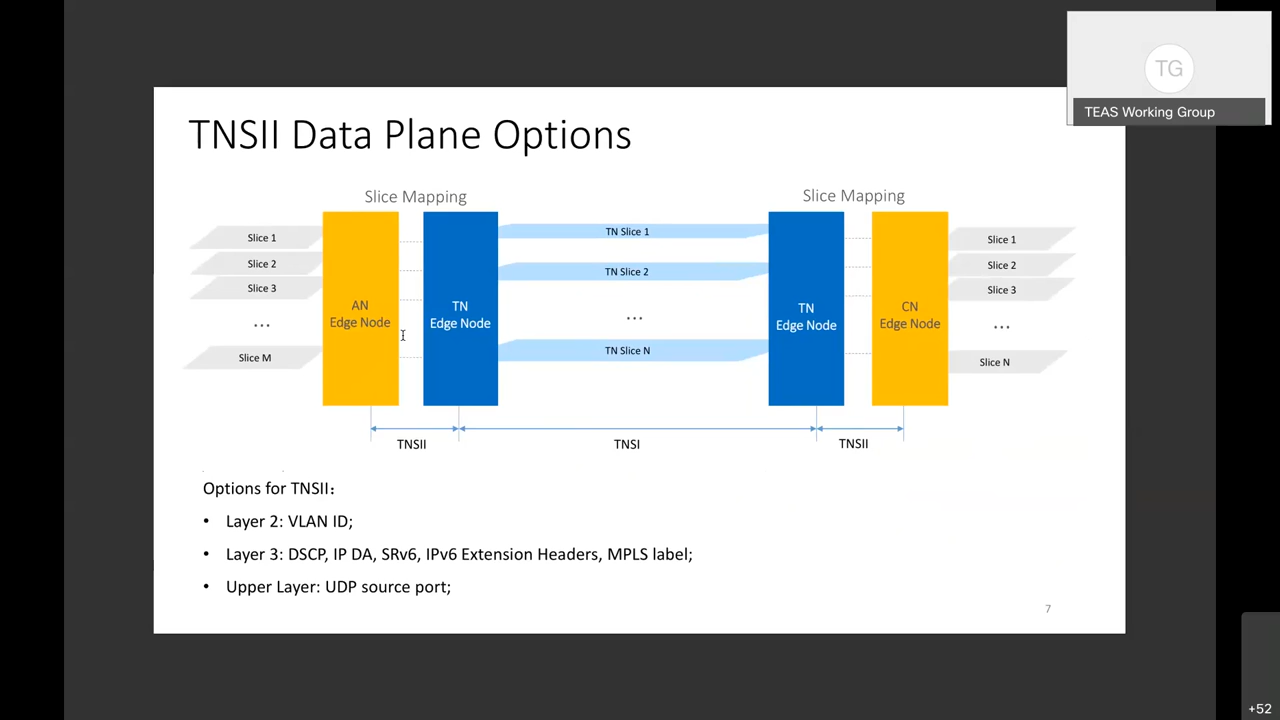 TG
TEAS Working Group
TNSII Data Plane Options
Slice Mapping
Slice Mapping
Slice 1
Slice 2
Slice 3
...
Slice M
AN
Edge Node
TN
Edge Node
TN Slice 1
TN Slice 2
...
TN Slice N
TN
Edge Node
CN
Edge Node
Slice 1
Slice 2
Slice 3
...
Slice N
TNSII
TNSI
TNSII
Options for TNSII：
• Layer 2: VLAN ID;
• Layer 3: DSCP, IP DA, SRv6, IPv6 Extension Headers, MPLS label;
• Upper Layer: UDP source port;
7
+52